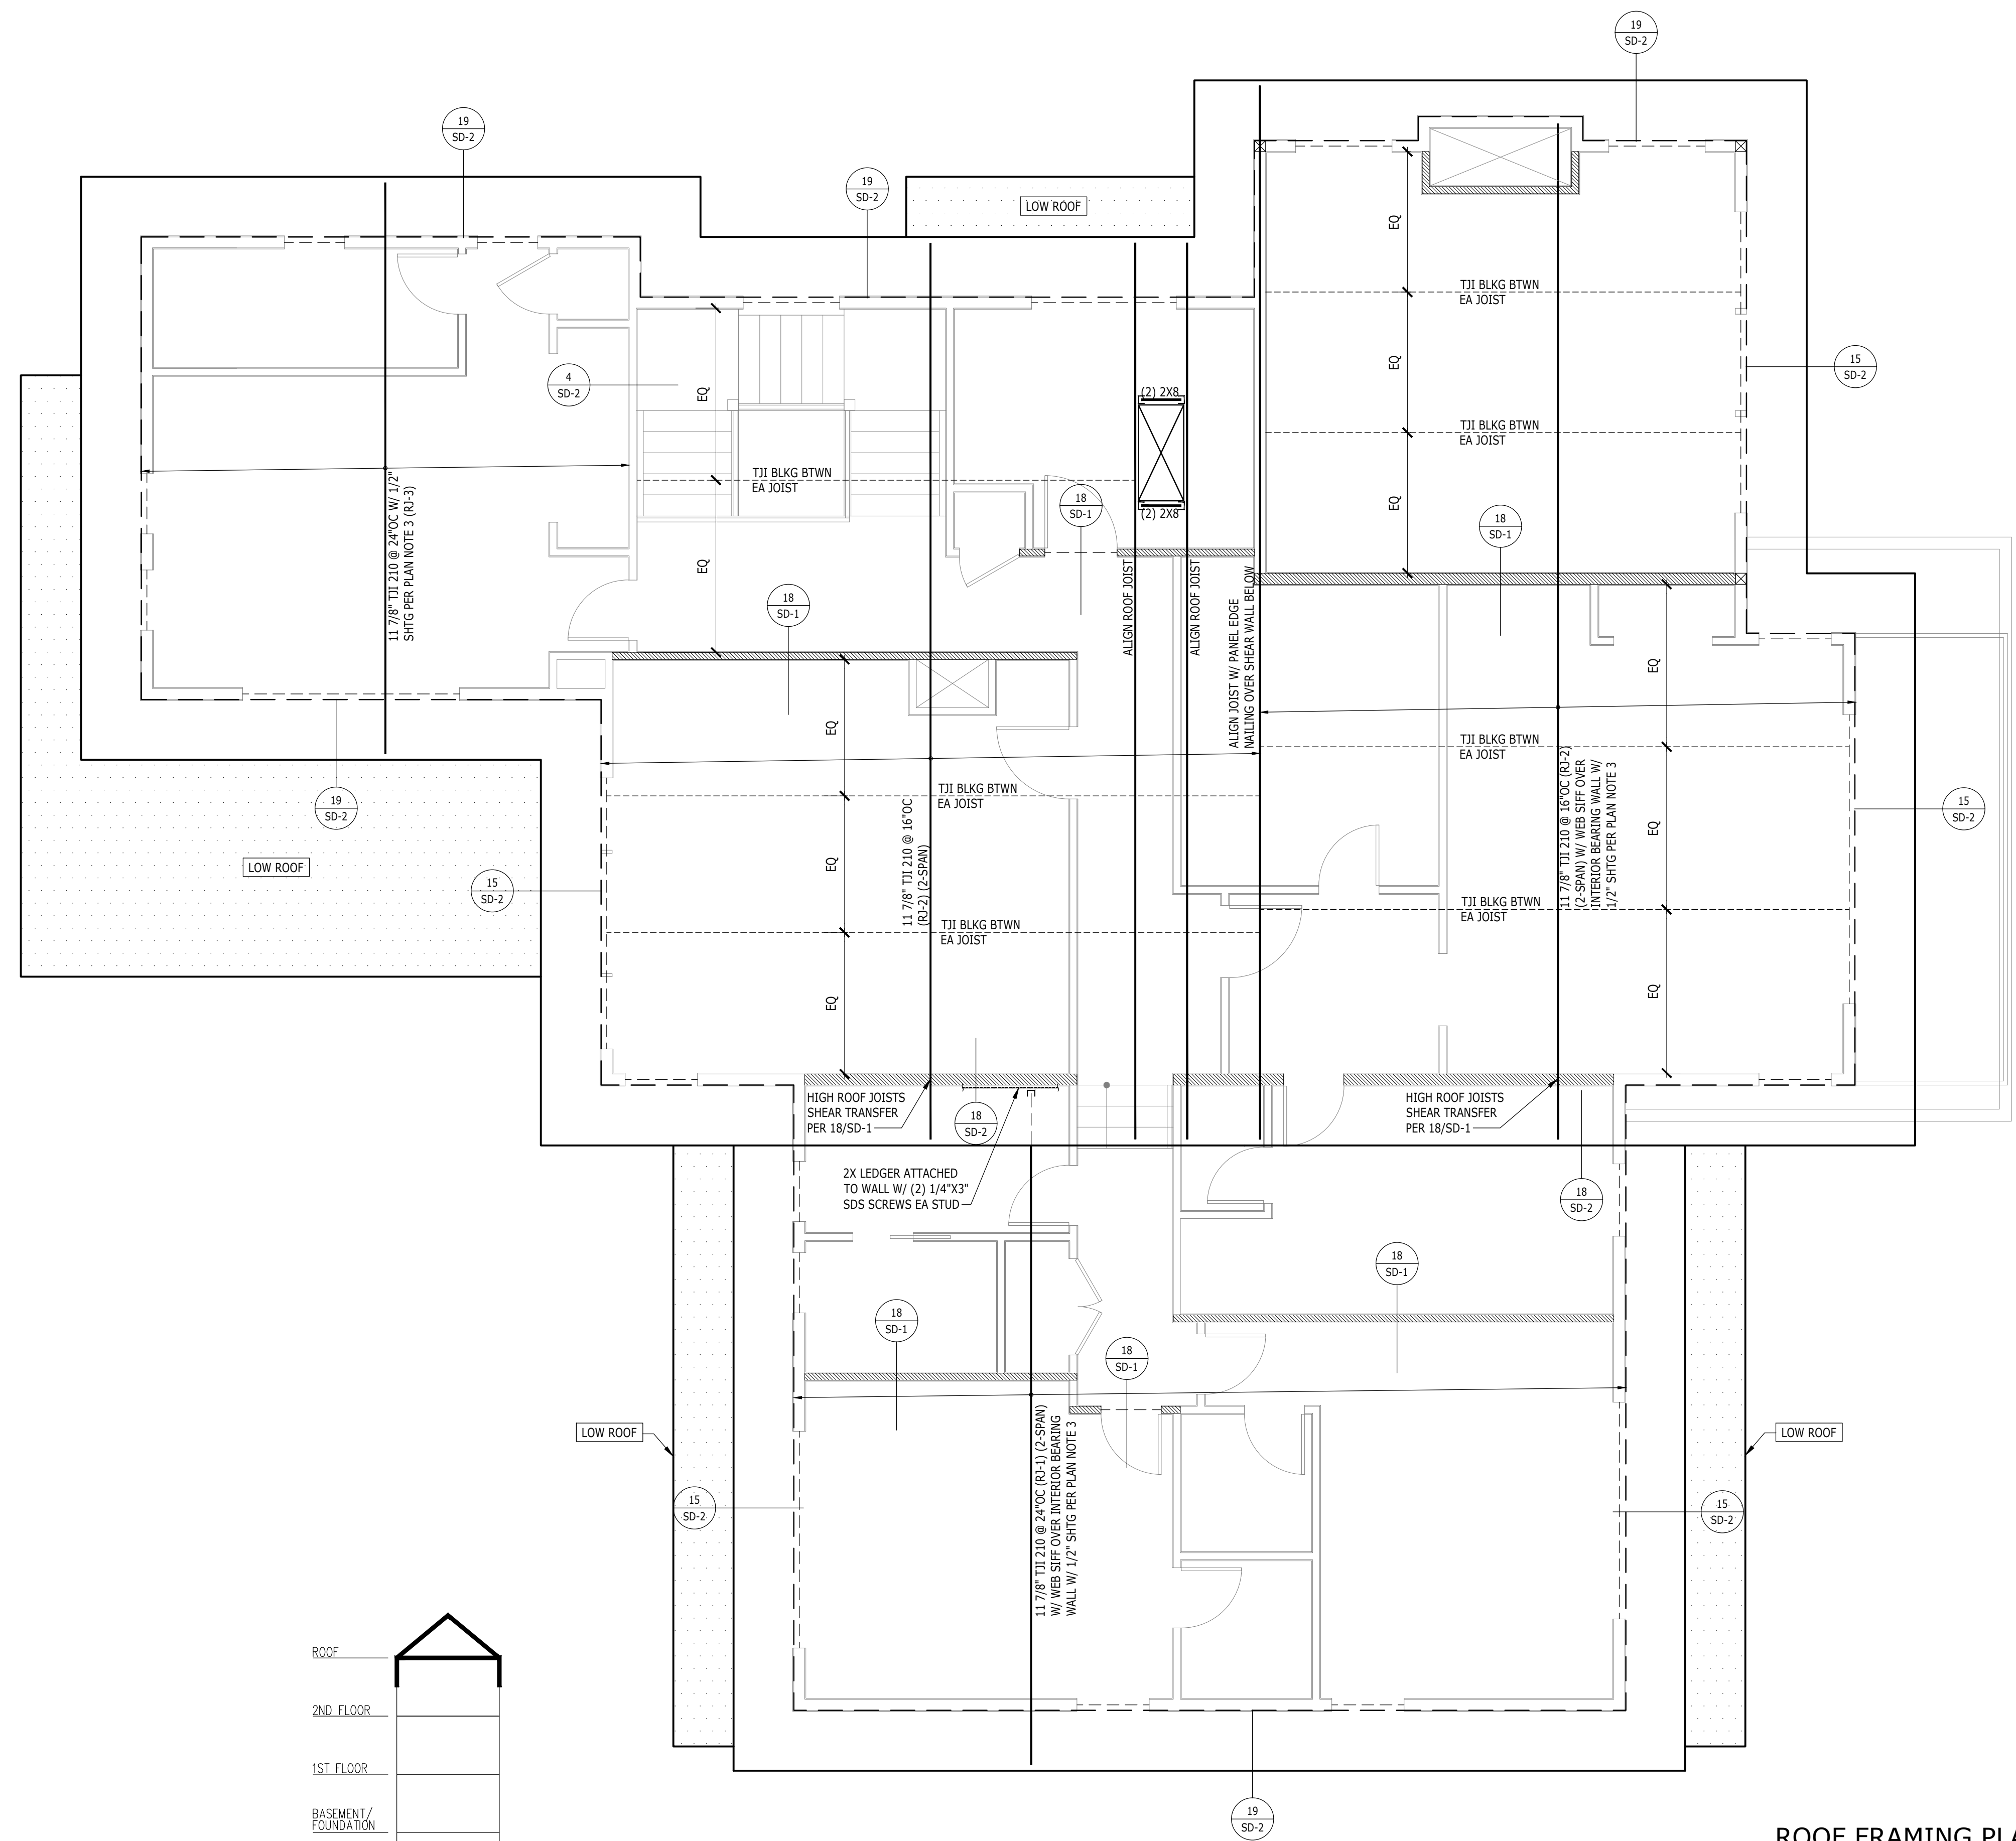 19
SD-2
19
SD-2
19
SD-2
LOW ROOF
TJI BLKG BTWN
EA JOIST
EQ
EQ
EQ
TJI BLKG BTWN
EA JOIST
15
SD-2
4
SD-2
EQ
EQ
TJI BLKG BTWN
EA JOIST
(2) 2X8
(2) 2X8
18
SD-1
18
SD-1
18
SD-1
11 7/8" TJI 210 @ 24"OC W/ 1/2"
SHTG PER PLAN NOTE 3 (RJ-3)
ALIGN ROOF JOIST
ALIGN ROOF JOIST
ALIGN JOIST W/ PANEL EDGE
NAILING OVER SHEAR WALL BELOW
EQ
EQ
EQ
TJI BLKG BTWN
EA JOIST
TJI BLKG BTWN
EA JOIST
11 7/8" TJI 210 @ 16"OC (RJ-2)
(2-SPAN) W/ WEB SIFF OVER
INTERIOR BEARING WALL W/
1/2" SHTG PER PLAN NOTE 3
15
SD-2
19
SD-2
LOW ROOF
15
SD-2
EQ
EQ
EQ
TJI BLKG BTWN
EA JOIST
TJI BLKG BTWN
EA JOIST
11 7/8" TJI 210 @ 16"OC
(RJ-2) (2-SPAN)
HIGH ROOF JOISTS
SHEAR TRANSFER
PER 18/SD-1
18
SD-2
HIGH ROOF JOISTS
SHEAR TRANSFER
PER 18/SD-1
2X LEDGER ATTACHED
TO WALL W/ (2) 1/4"X3"
SDS SCREWS EA STUD
18
SD-2
18
SD-1
18
SD-1
18
SD-1
LOW ROOF
LOW ROOF
11 7/8" TJI 210 @ 24"OC (RJ-1) (2-SPAN)
W/ WEB SIFF OVER INTERIOR BEARING
WALL W/ 1/2" SHTG PER PLAN NOTE 3
15
SD-2
15
SD-2
19
SD-2
ROOF
2ND FLOOR
1ST FLOOR
BASEMENT/
FOUNDATION
ROOF FRAMING PLA